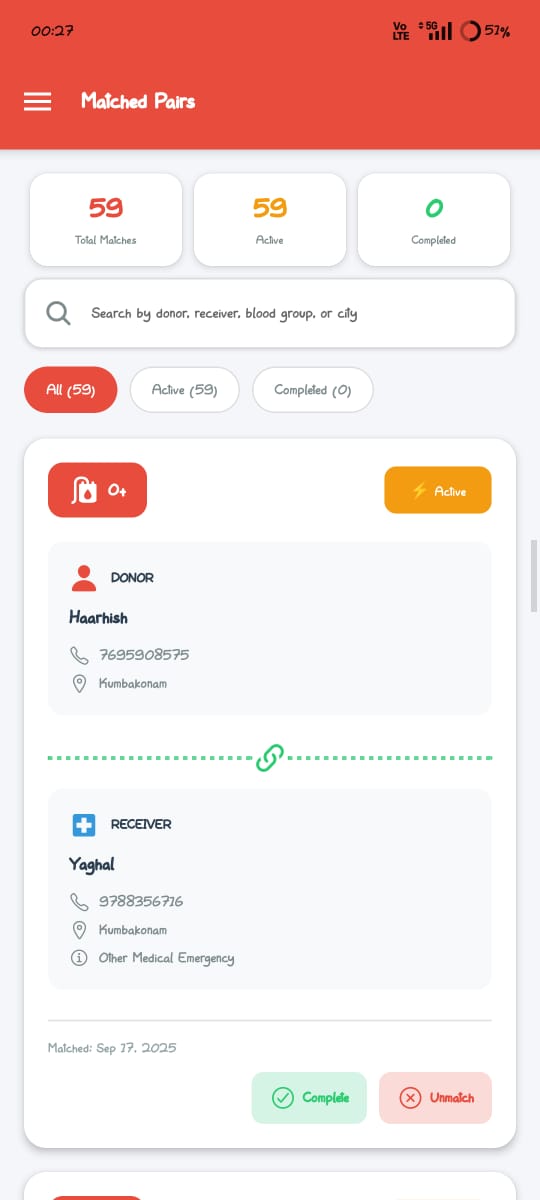 00:27
Vo LTE 5G 51%
Matched Pairs
59 59 0
Total Matches Active Completed
Search by donor, receiver, blood group, or city
All (59) Active (59) Completed (0)
O+ Active
DONOR
Haarhish
7695908575
Kumbakonam
RECEIVER
Yaghal
9788356716
Kumbakonam
Other Medical Emergency
Matched: Sep 17, 2025
Complete Unmatch